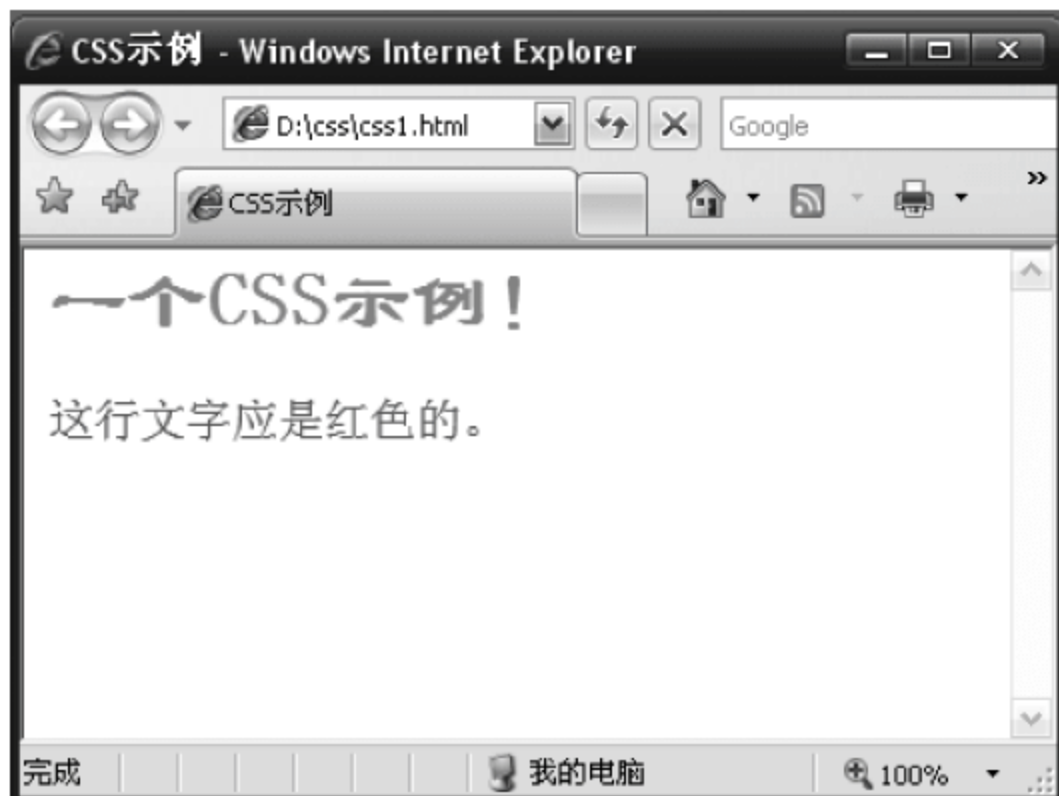 CSS示例 - Windows Internet Explorer
D:\css\css1.html
Google
CSS示例
一个CSS示例！
这行文字应是红色的。
完成
我的电脑
100%